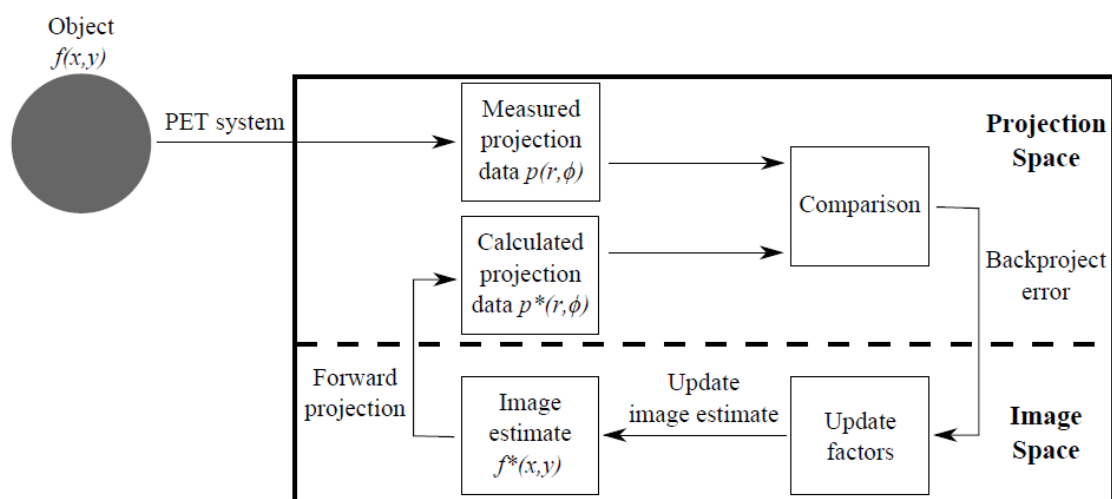 Object
f(x,y)
PET system
Measured
projection
data p(r,ϕ)
Projection
Space
Comparison
Calculated
projection
data p*(r,ϕ)
Backproject
error
Forward
projection
Image
estimate
f*(x,y)
Update
image estimate
Update
factors
Image
Space